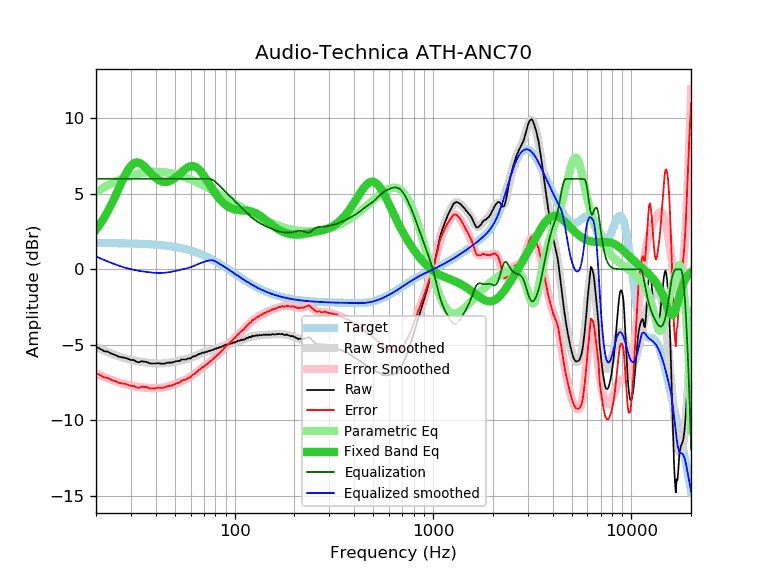 Audio-Technica ATH-ANC70
Amplitude (dBr)
10
5
0
−5
−10
−15
Target
Raw Smoothed
Error Smoothed
Raw
Error
Parametric Eq
Fixed Band Eq
Equalization
Equalized smoothed
100 1000 10000
Frequency (Hz)